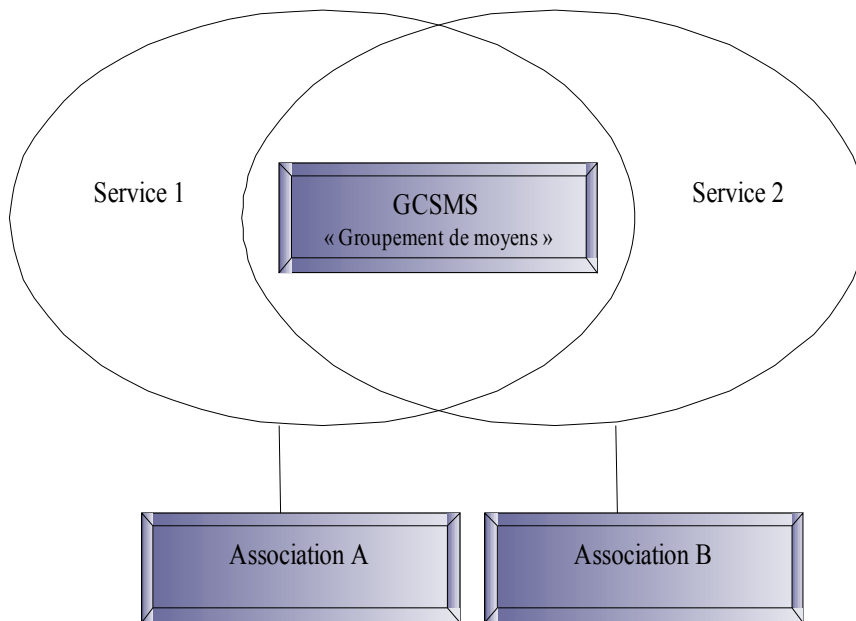 Service 1
GCSMS
« Groupement de moyens »
Service 2
Association A
Association B